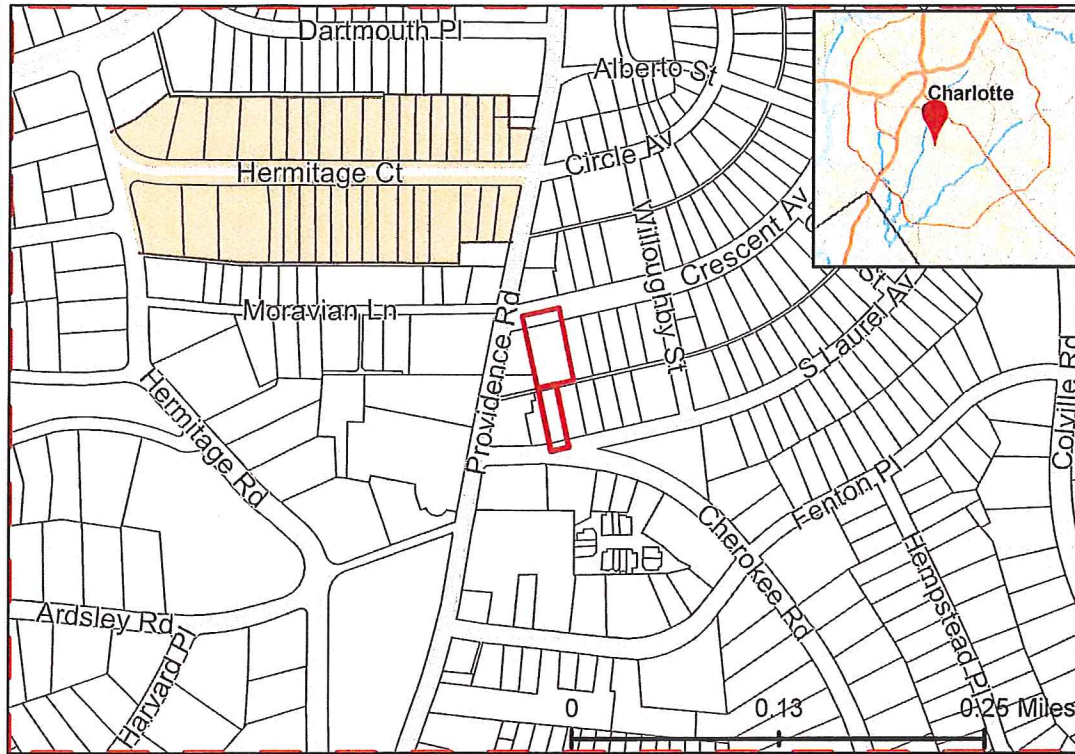 Dartmouth Pl
Alberto St
Charlotte
Circle Av
Hermitage Ct
Willoughby St
Crescent Av
Moravian Ln
Providence Rd
S Laurel Av
Hermitage Rd
Colville Rd
Fenton Pl
Cherokee Rd
Hempstead Pl
Ardsley Rd
Harvard Pl
0 0.13 0.25 Miles